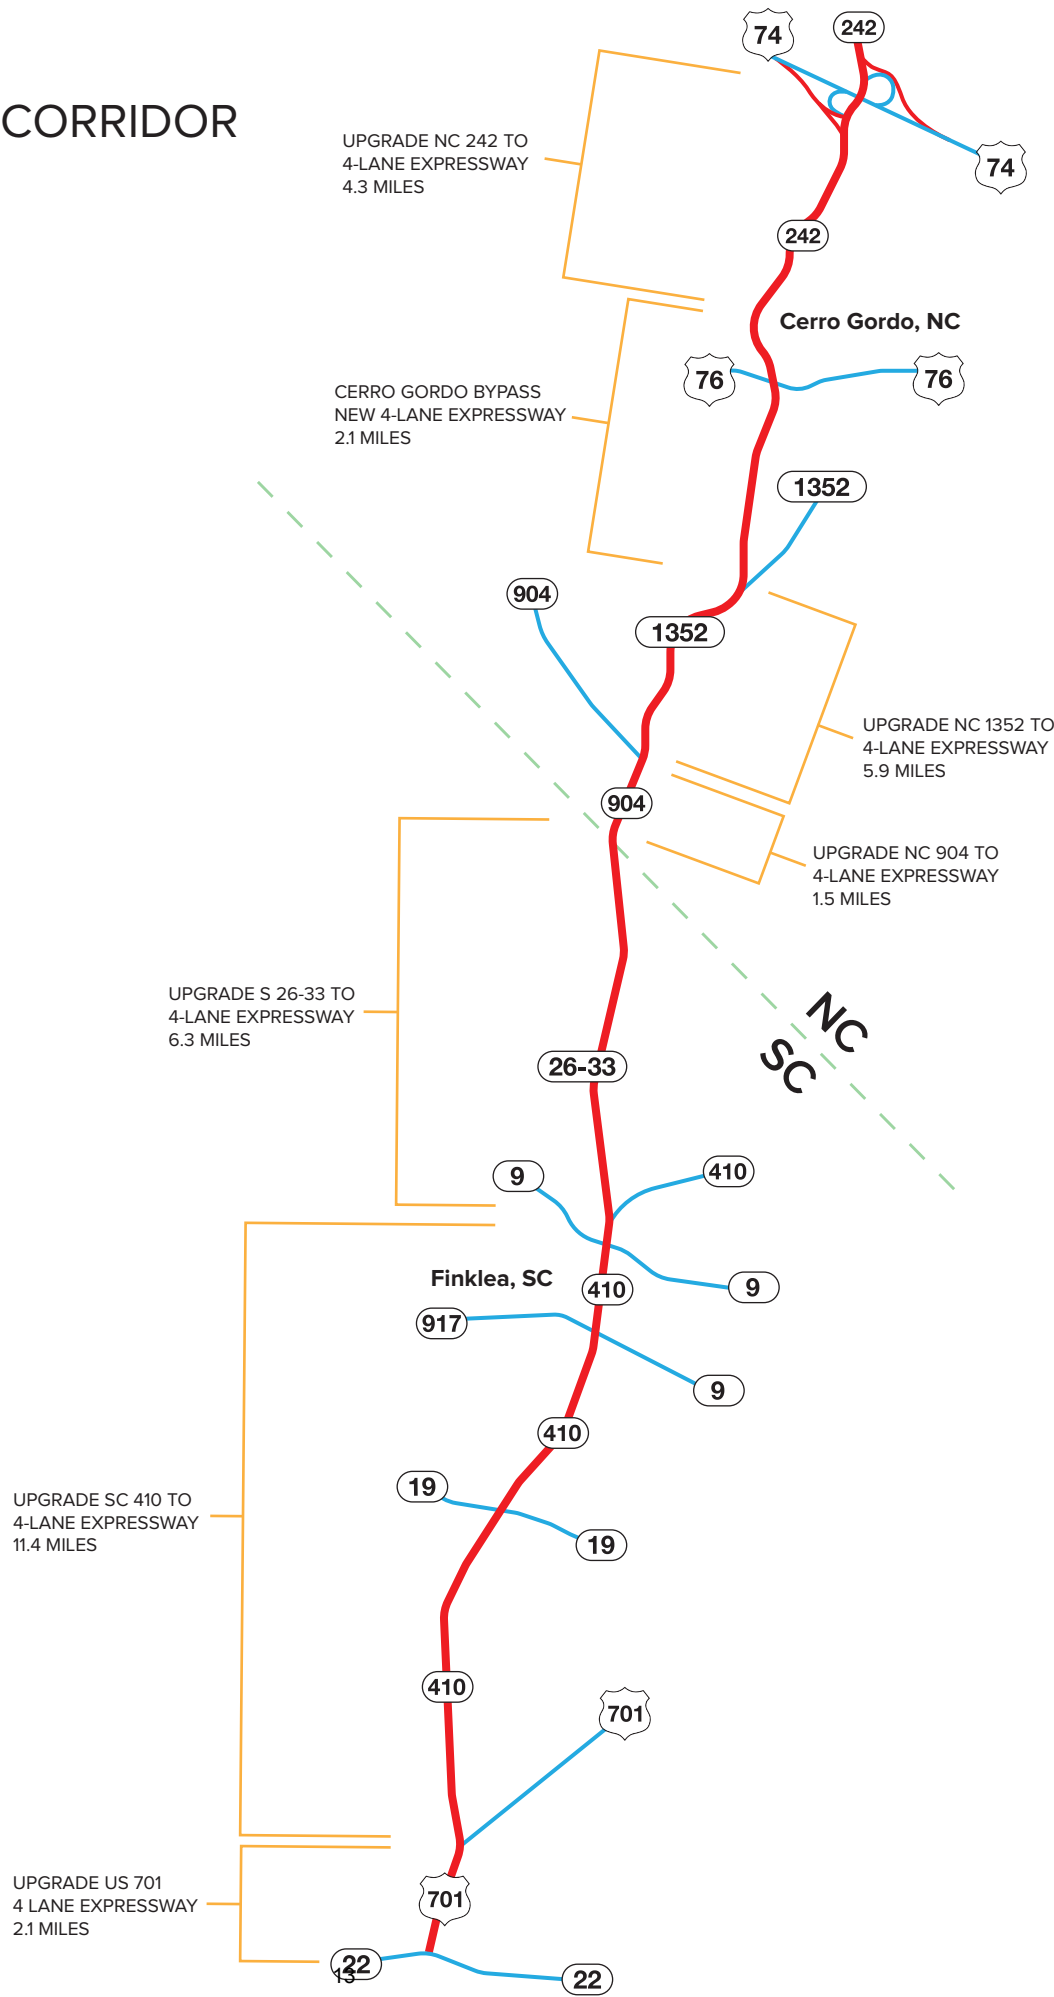 74
242
CORRIDOR
UPGRADE NC 242 TO
4-LANE EXPRESSWAY
4.3 MILES
74
242
Cerro Gordo, NC
76
76
CERRO GORDO BYPASS
NEW 4-LANE EXPRESSWAY
2.1 MILES
1352
904
1352
UPGRADE NC 1352 TO
4-LANE EXPRESSWAY
5.9 MILES
904
UPGRADE NC 904 TO
4-LANE EXPRESSWAY
1.5 MILES
UPGRADE S 26-33 TO
4-LANE EXPRESSWAY
6.3 MILES
NC
SC
26-33
9
410
Finklea, SC
410
9
917
9
410
19
19
UPGRADE SC 410 TO
4-LANE EXPRESSWAY
11.4 MILES
410
701
UPGRADE US 701
4 LANE EXPRESSWAY
2.1 MILES
701
22
13
22